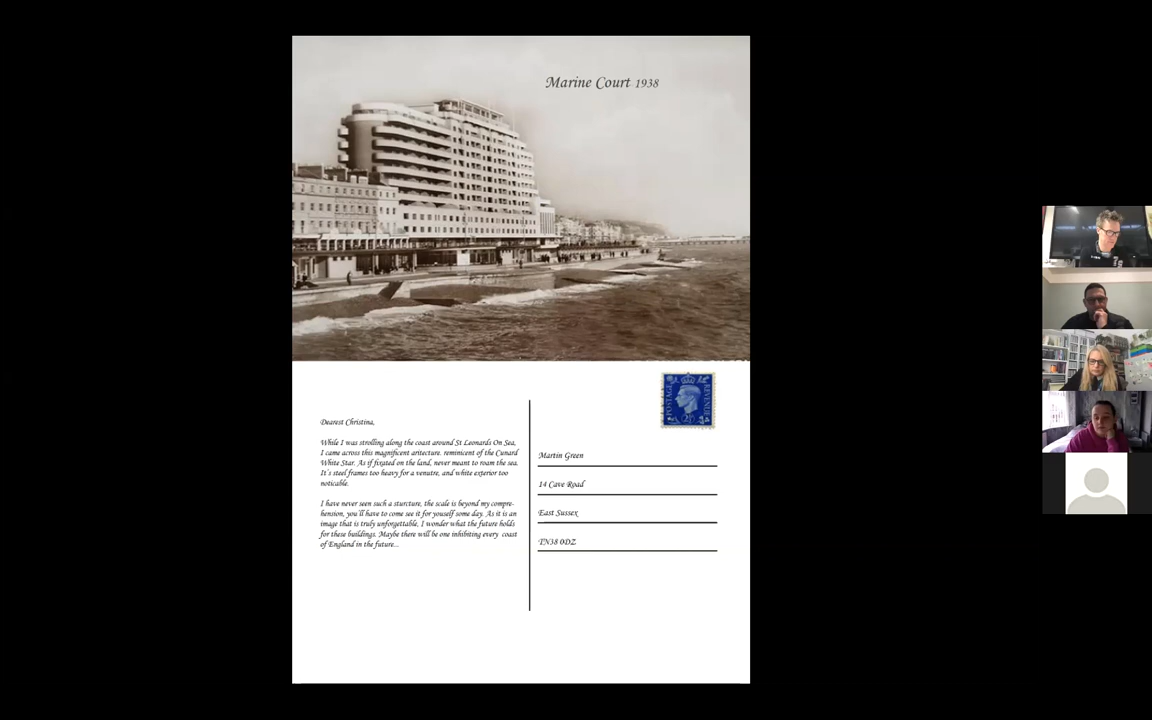 Marine Court 1938
POSTAGE
REVENUE
Dearest Christina,
While I was strolling along the coast around St Leonards On Sea,
I came across this magnificent aritecture. reminicent of the Cunard
White Star. As if fixated on the land, never meant to roam the sea.
It's steel frames too heavy for a venutre, and white exterior too
noticable.
I have never seen such a sturcture, the scale is beyond my compre-
hension, you'll have to come see it for youself some day. As it is an
image that is truly unforgettable, I wonder what the future holds
for these buildings. Maybe there will be one inhibiting every coast
of England in the future...
Martin Green
14 Cave Road
East Sussex
TN38 0DZ